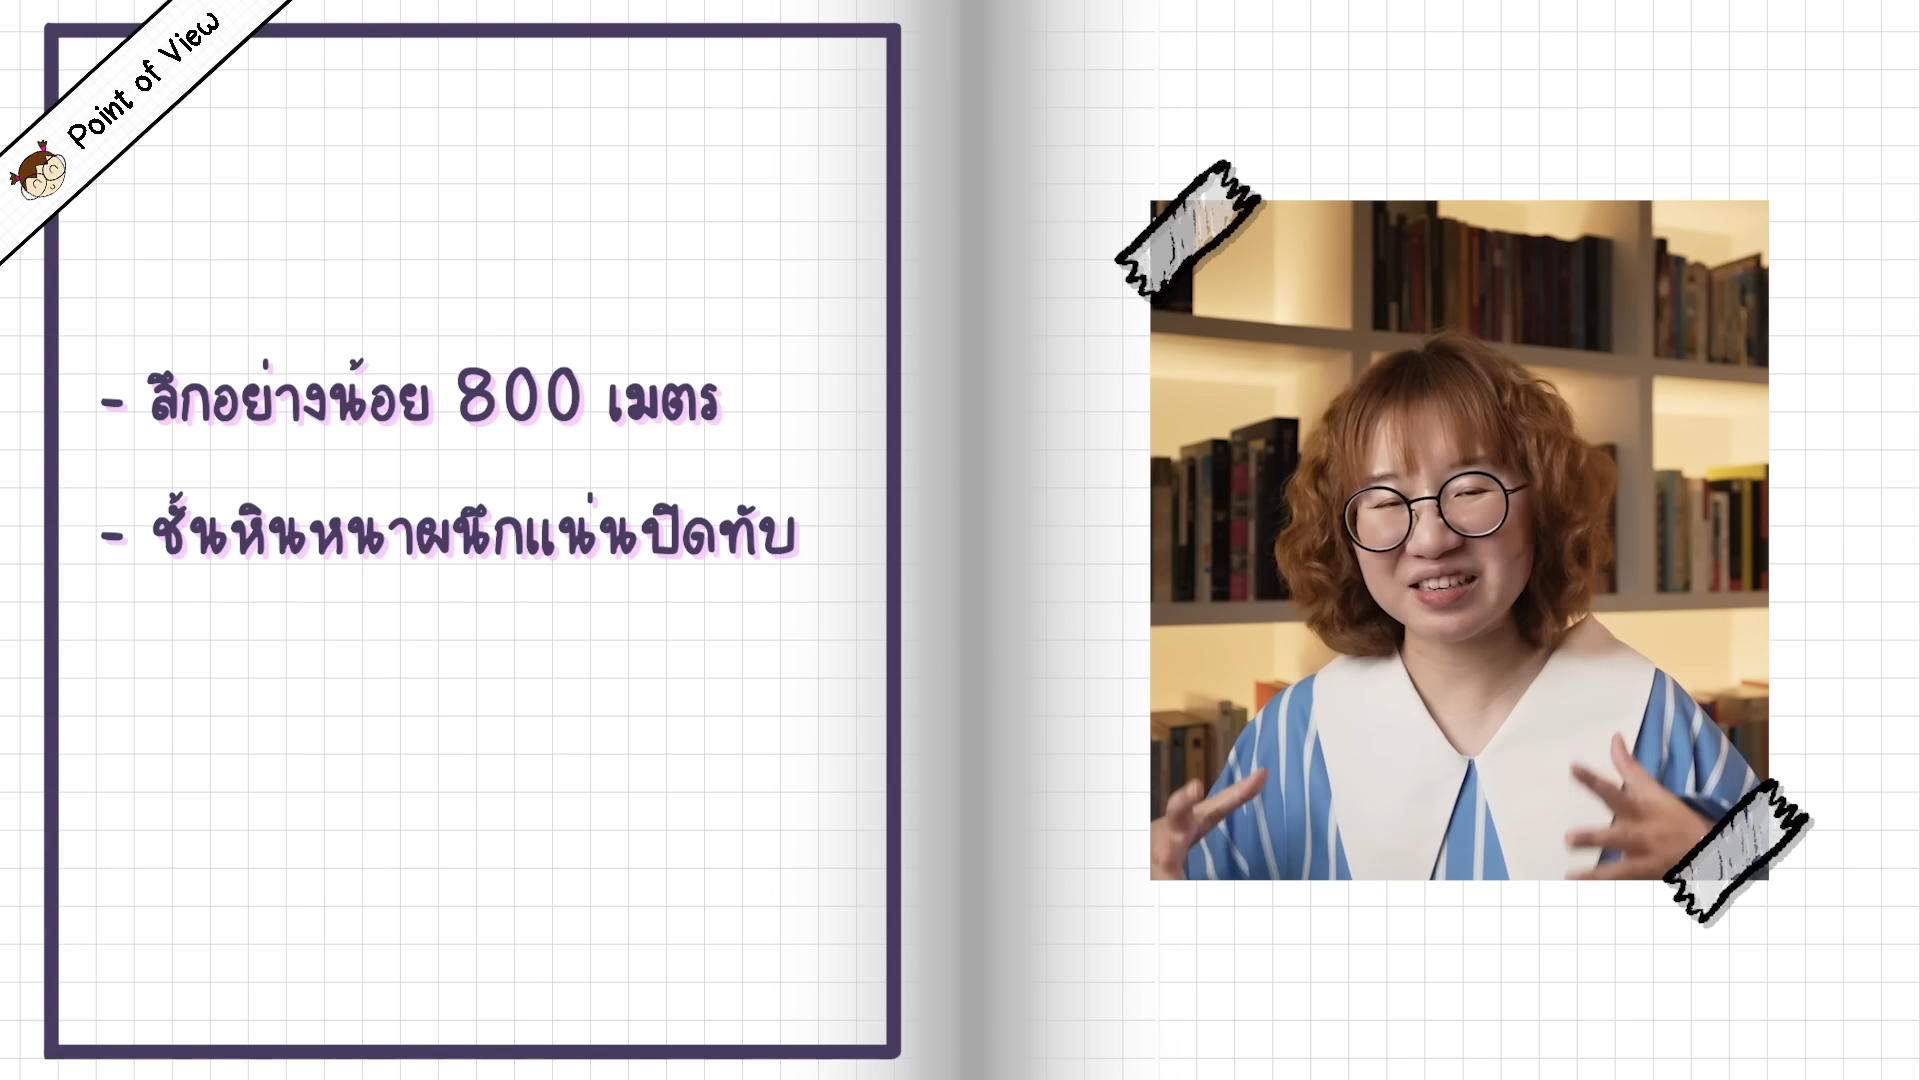 Point of View
- ลึกอย่างน้อย 800 เมตร
- ชั้นหินหนาผนึกแน่นปิดทับ